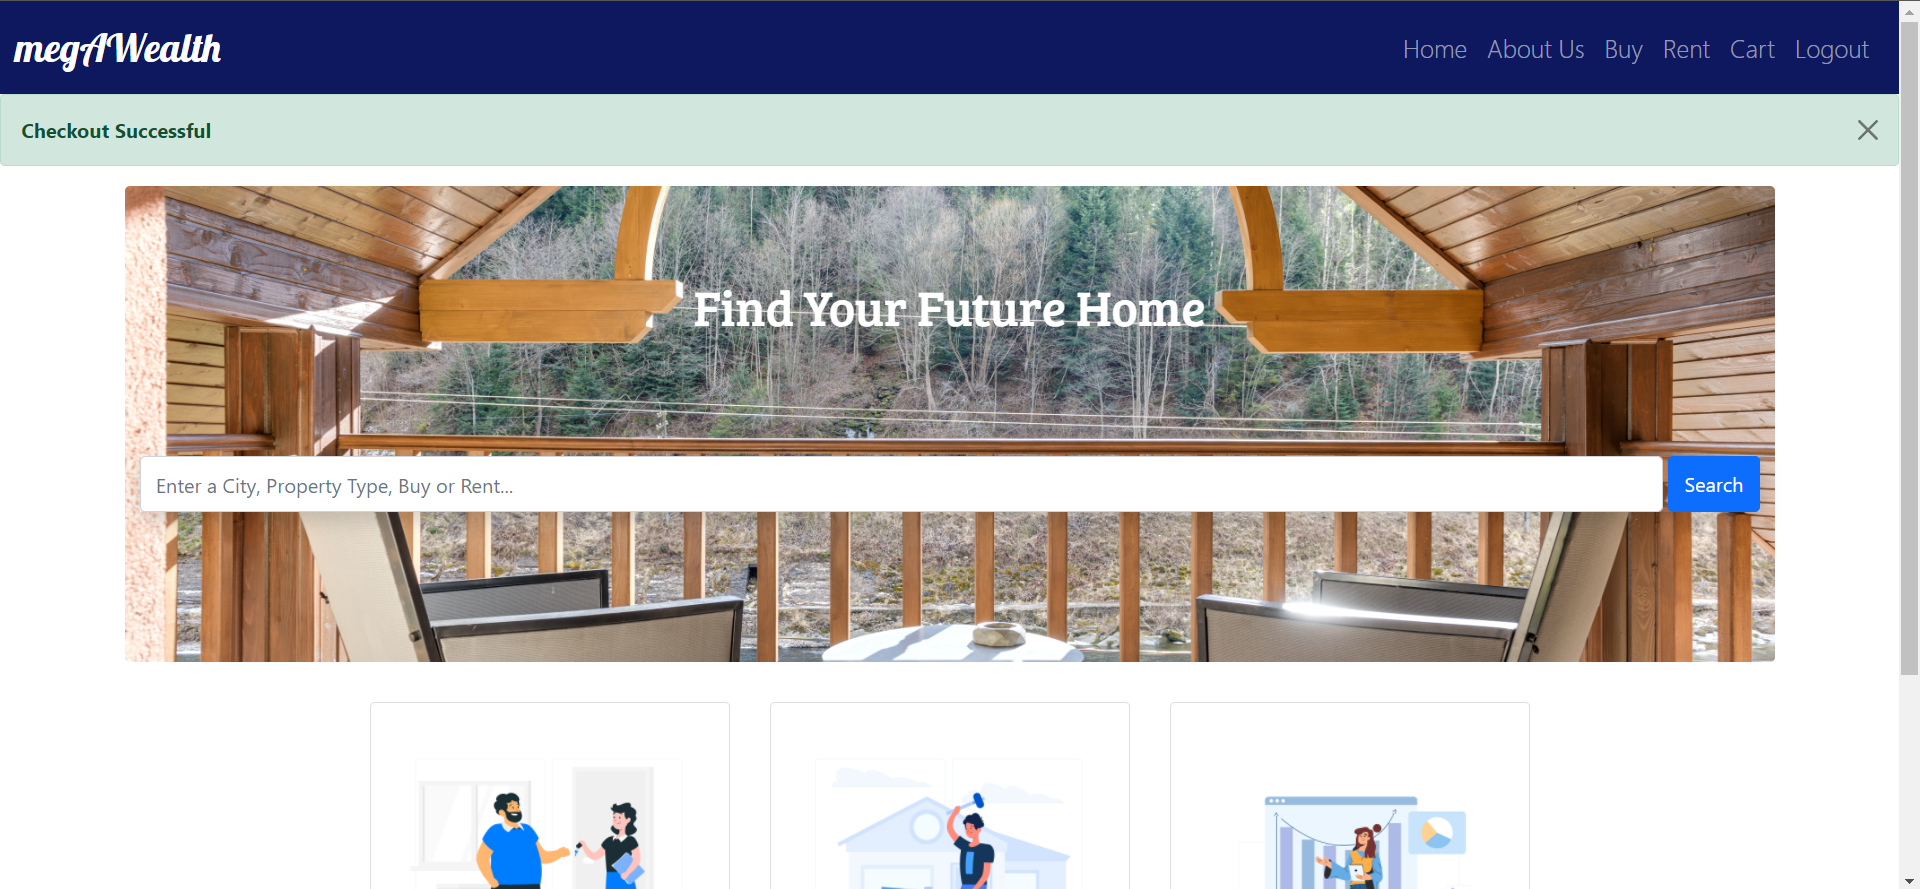 megAWealth
Home About Us Buy Rent Cart Logout
Checkout Successful
Find Your Future Home
Enter a City, Property Type, Buy or Rent...
Search